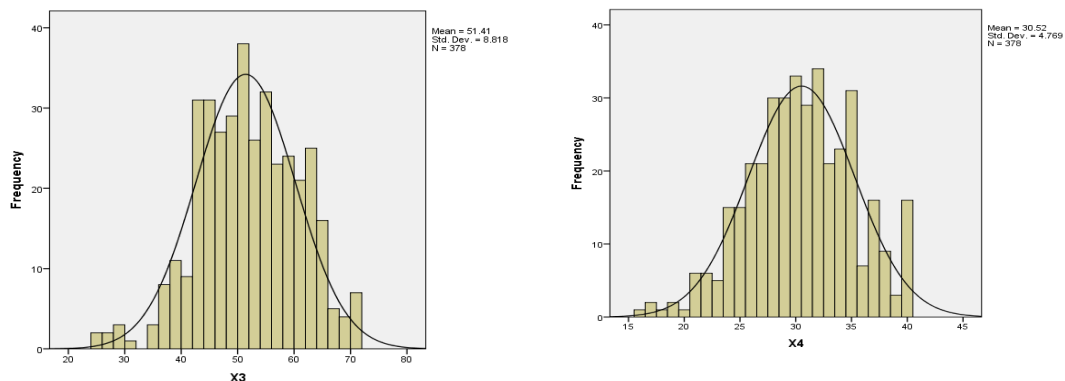 Mean = 51.41
Std. Dev. = 8.818
N = 378
40
30
20
10
0
Frequency
20 30 40 50 60 70 80
X3
Mean = 30.52
Std. Dev. = 4.769
N = 378
40
30
20
10
0
Frequency
15 20 25 30 35 40 45
X4